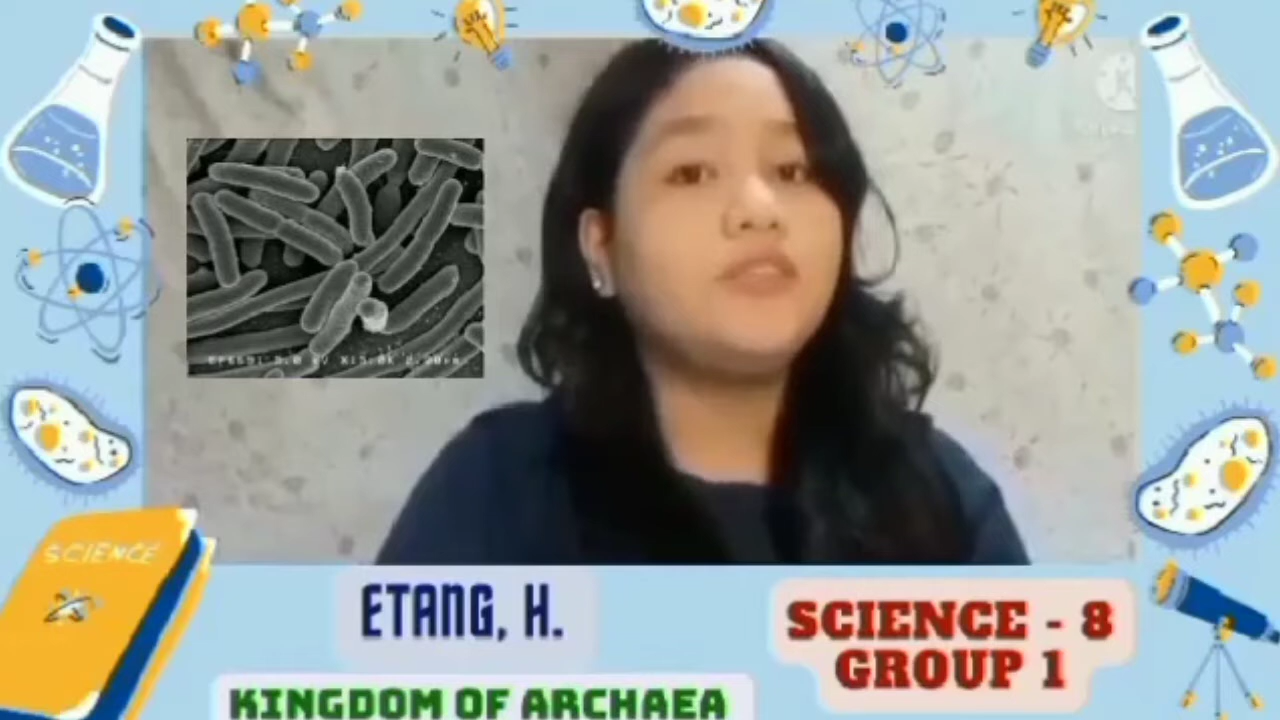 SCIENCE
ETANG, H.
SCIENCE - 8
GROUP 1
KINGDOM OF ARCHAEA